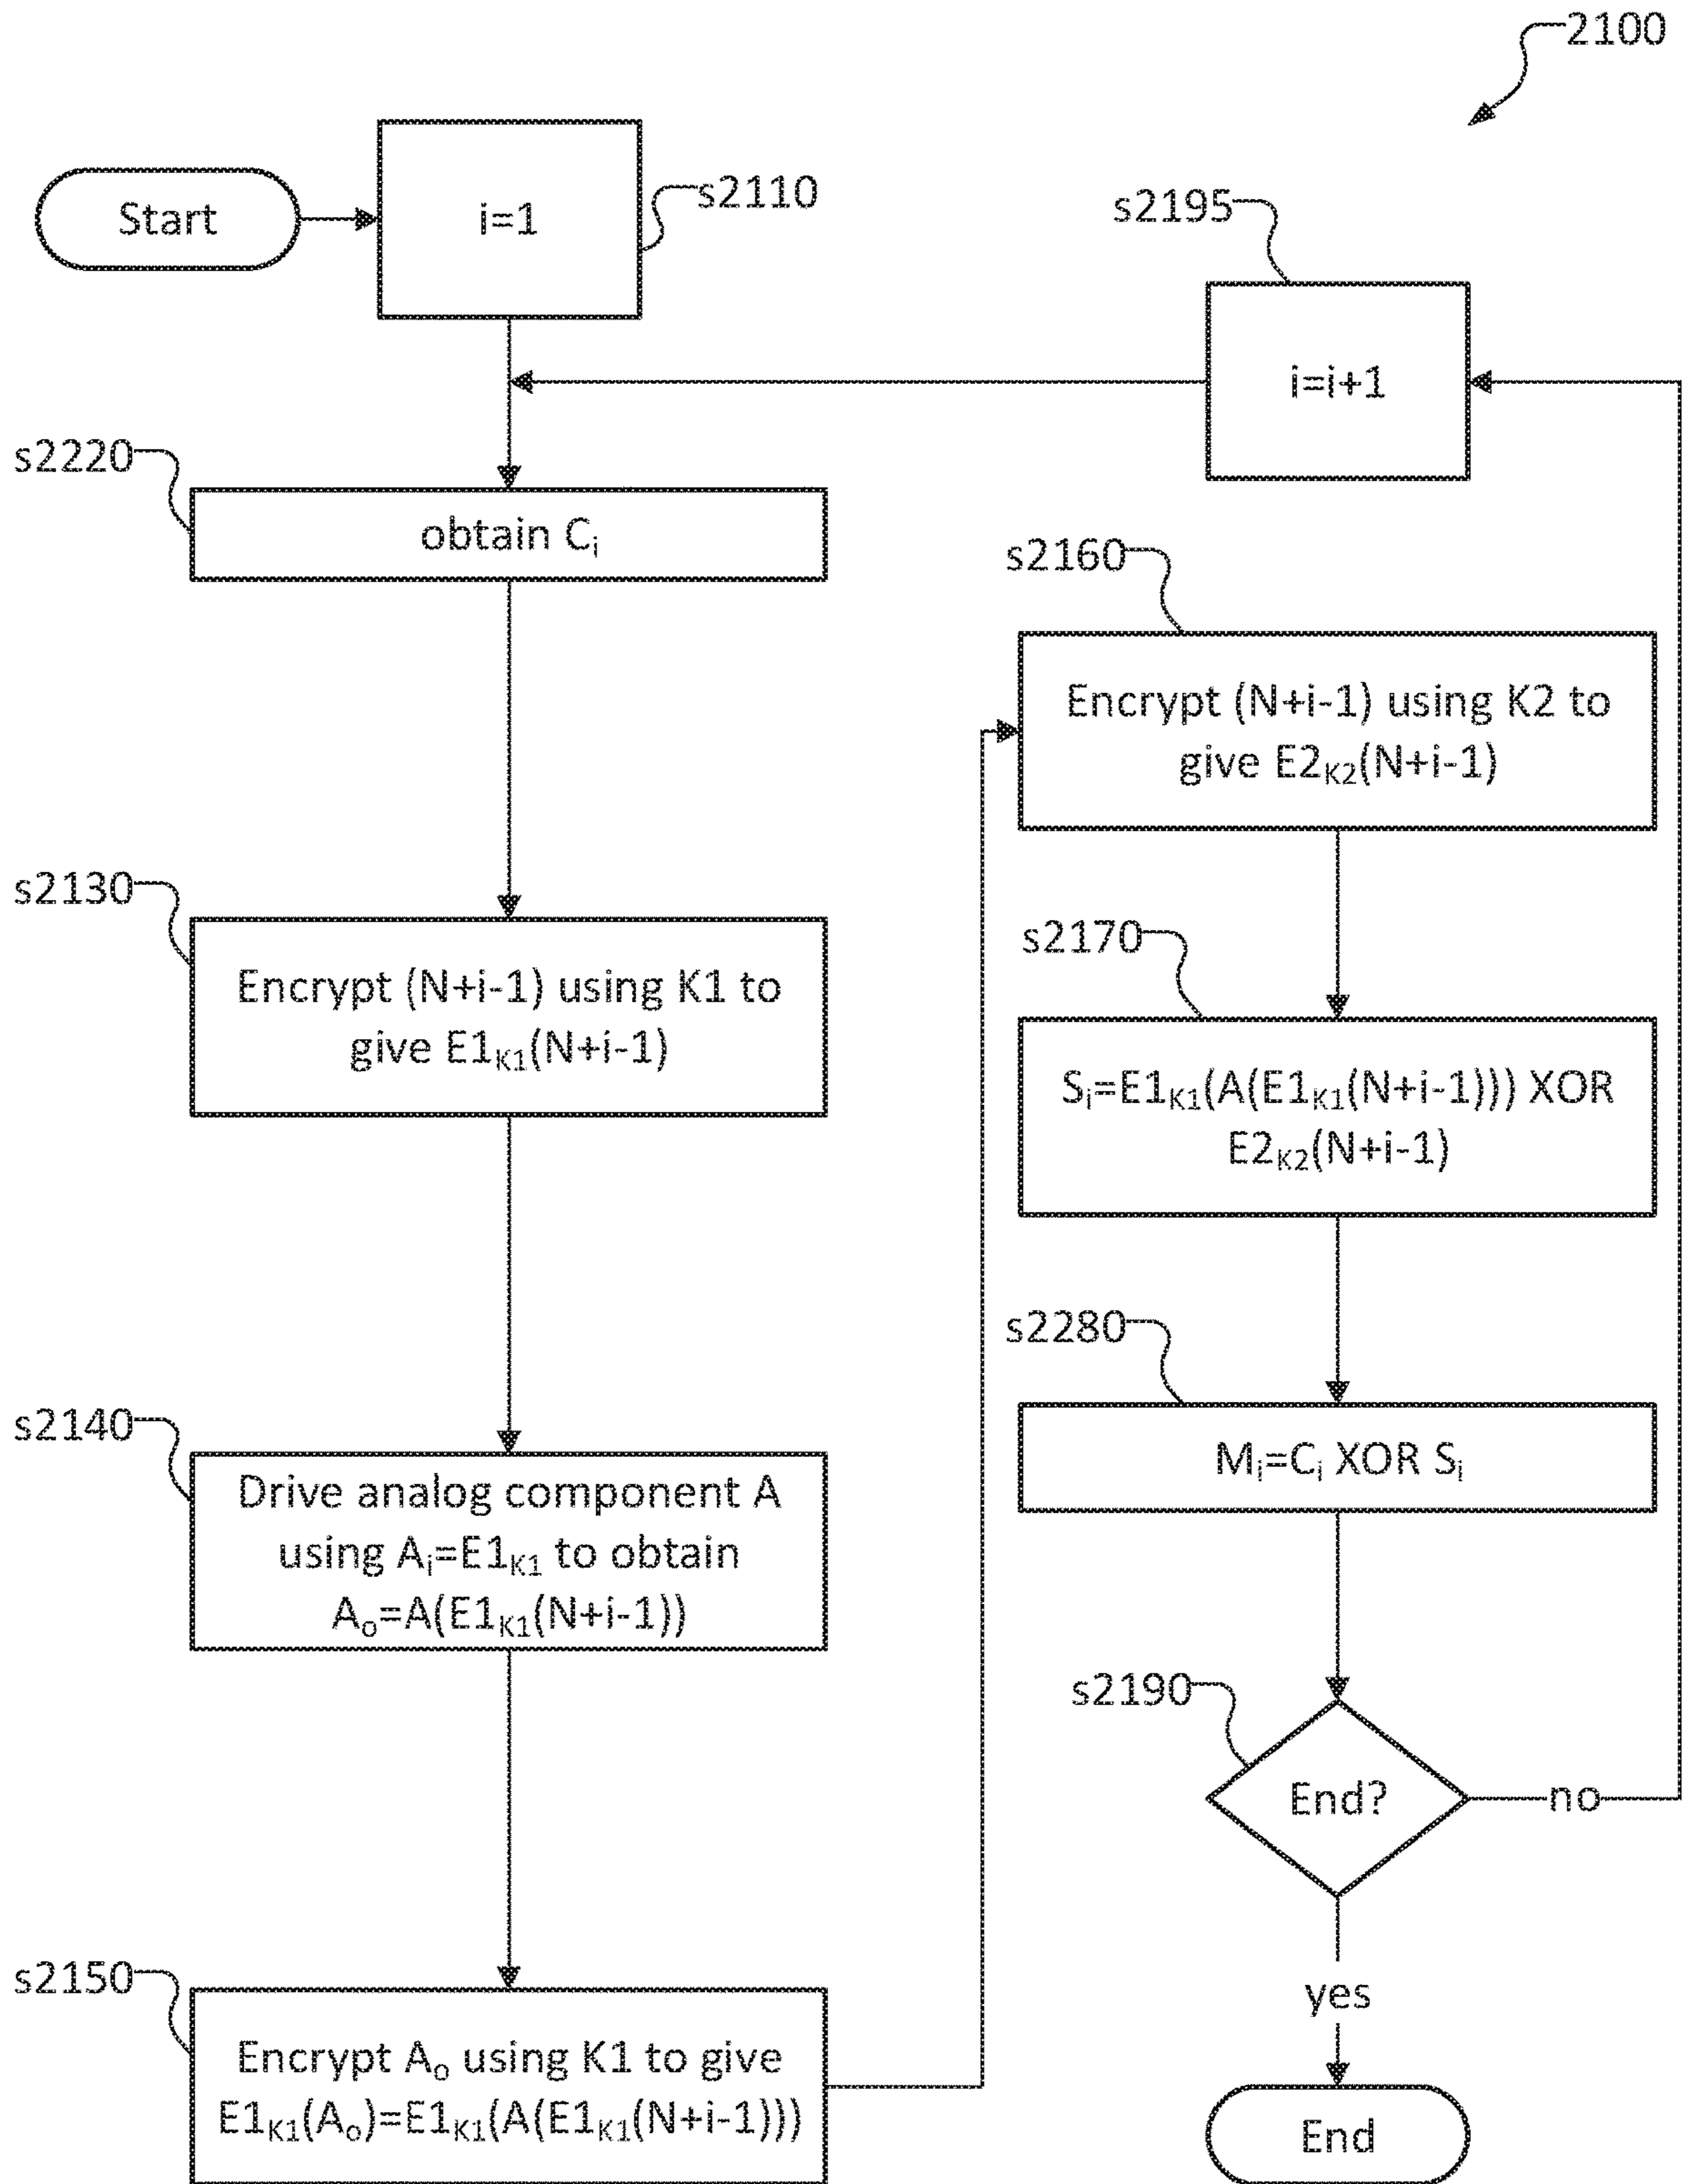 2100
Start
i=1
s2110
s2195
i=i+1
s2220
obtain Cᵢ
s2160
Encrypt (N+i-1) using K2 to
give E2ₖ₂(N+i-1)
s2130
Encrypt (N+i-1) using K1 to
give E1ₖ₁(N+i-1)
s2170
Sᵢ=E1ₖ₁(A(E1ₖ₁(N+i-1))) XOR
E2ₖ₂(N+i-1)
s2280
Mᵢ=Cᵢ XOR Sᵢ
s2140
Drive analog component A
using Aᵢ=E1ₖ₁ to obtain
Aₒ=A(E1ₖ₁(N+i-1))
s2190
End?
no
yes
s2150
Encrypt Aₒ using K1 to give
E1ₖ₁(Aₒ)=E1ₖ₁(A(E1ₖ₁(N+i-1)))
End